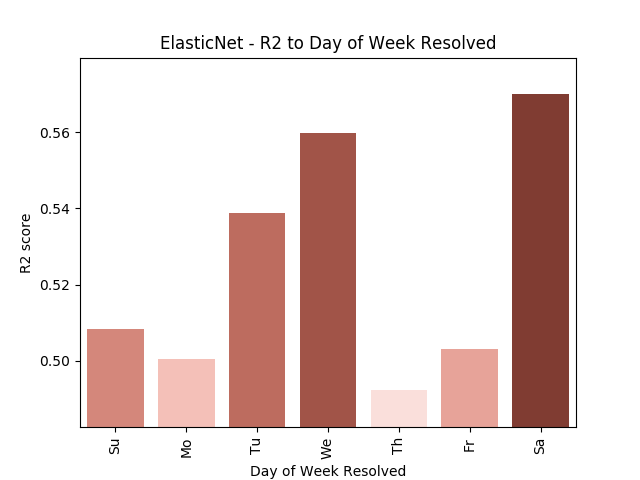 ElasticNet - R2 to Day of Week Resolved
R2 score
0.56
0.54
0.52
0.50
Su
Mo
Tu
We
Th
Fr
Sa
Day of Week Resolved